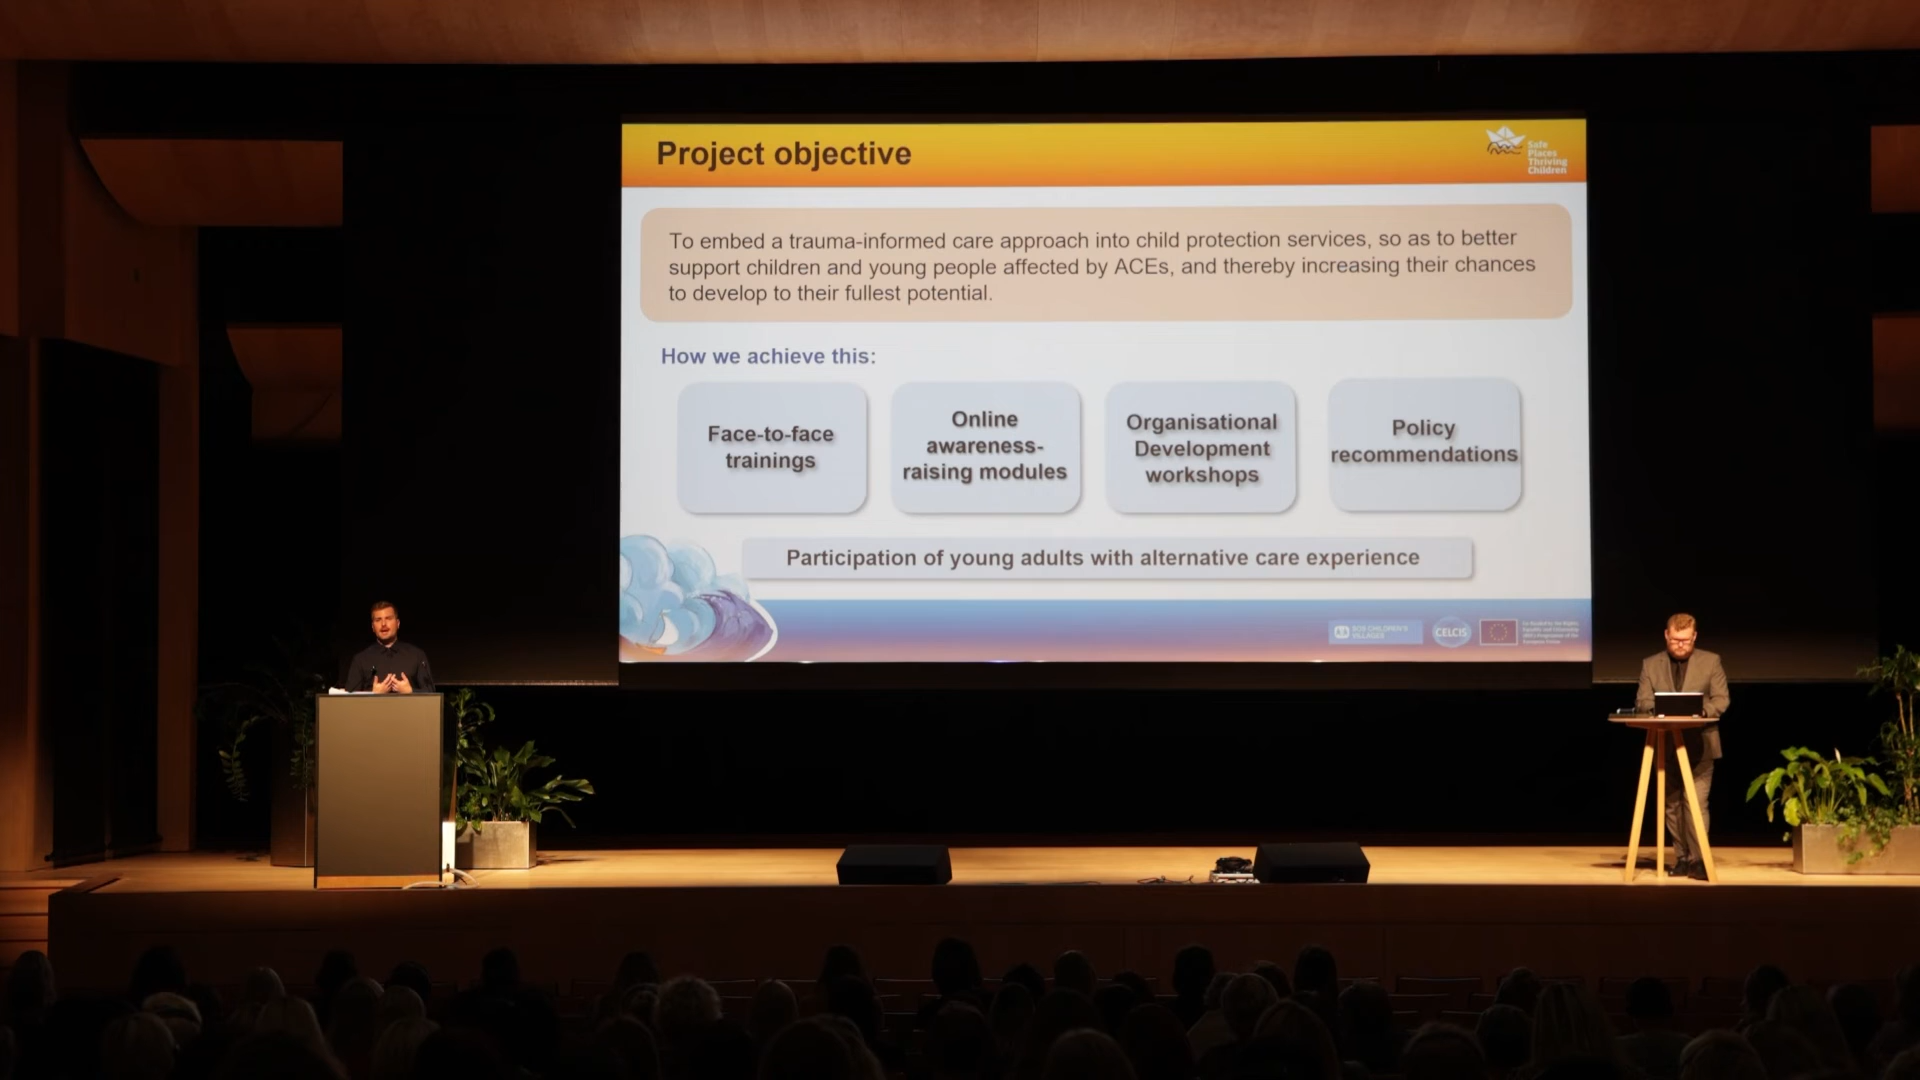 Project objective
Safe
Places
Thriving
Children
To embed a trauma-informed care approach into child protection services, so as to better
support children and young people affected by ACEs, and thereby increasing their chances
to develop to their fullest potential.
How we achieve this:
Face-to-face
trainings
Online
awareness-
raising modules
Organisational
Development
workshops
Policy
recommendations
Participation of young adults with alternative care experience
SOS CHILDREN'S
VILLAGES
CELCIS